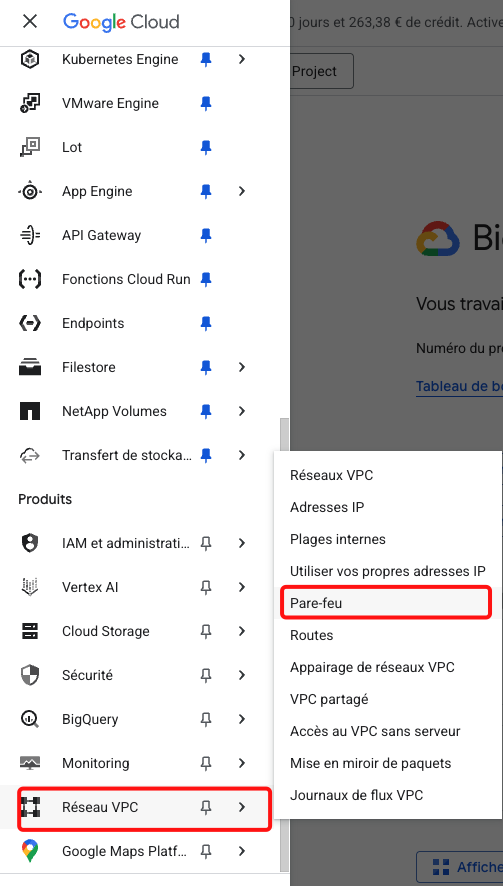 Google Cloud
0 jours et 263,38 € de crédit. Active
Kubernetes Engine
Project
VMware Engine
Lot
App Engine
API Gateway
Bi
Fonctions Cloud Run
Vous travai
Endpoints
Numéro du pr
Filestore
Tableau de b
NetApp Volumes
Transfert de stocka...
Réseaux VPC
Produits
Adresses IP
Plages internes
IAM et administrati...
Utiliser vos propres adresses IP
Vertex AI
Pare-feu
Cloud Storage
Routes
Sécurité
Appairage de réseaux VPC
VPC partagé
BigQuery
Accès au VPC sans serveur
Monitoring
Mise en miroir de paquets
Journaux de flux VPC
Réseau VPC
Google Maps Platf...
Affiche